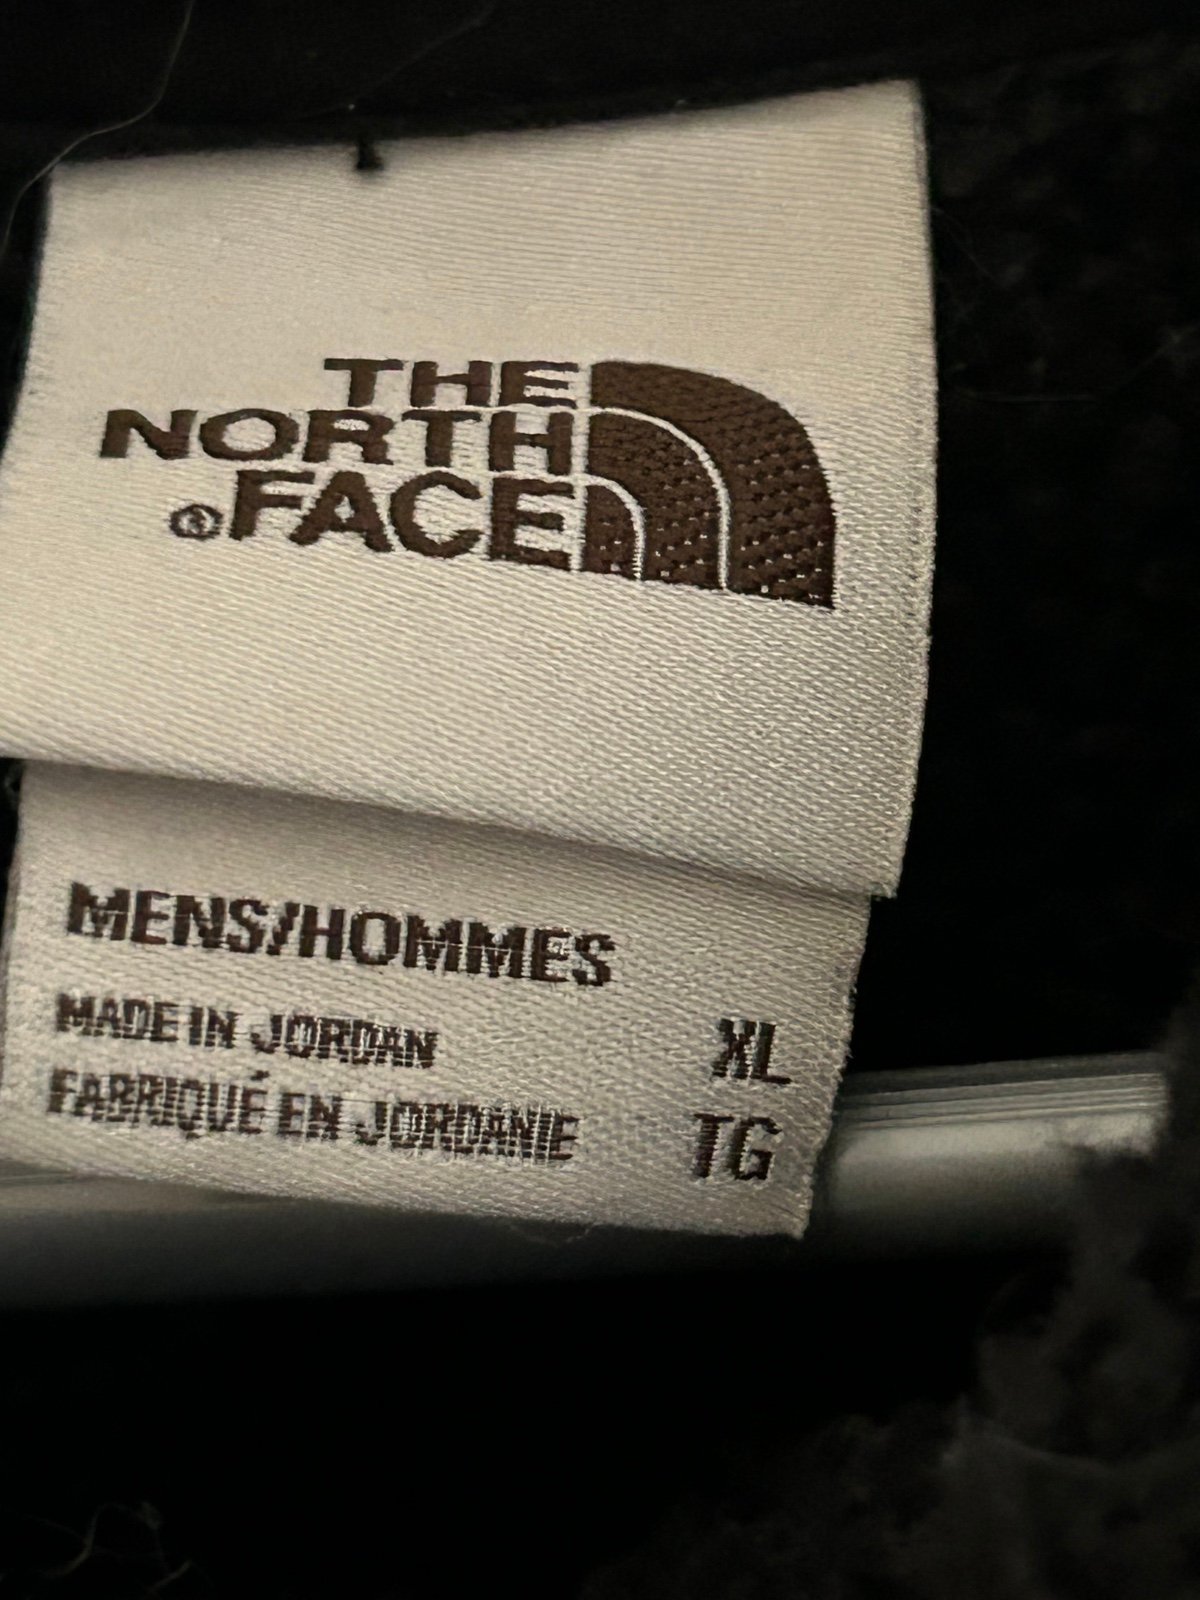 THE
NORTH
FACE
®
MENS/HOMMES
MADE IN JORDAN
XL
FABRIQUÉ EN JORDANIE
TG